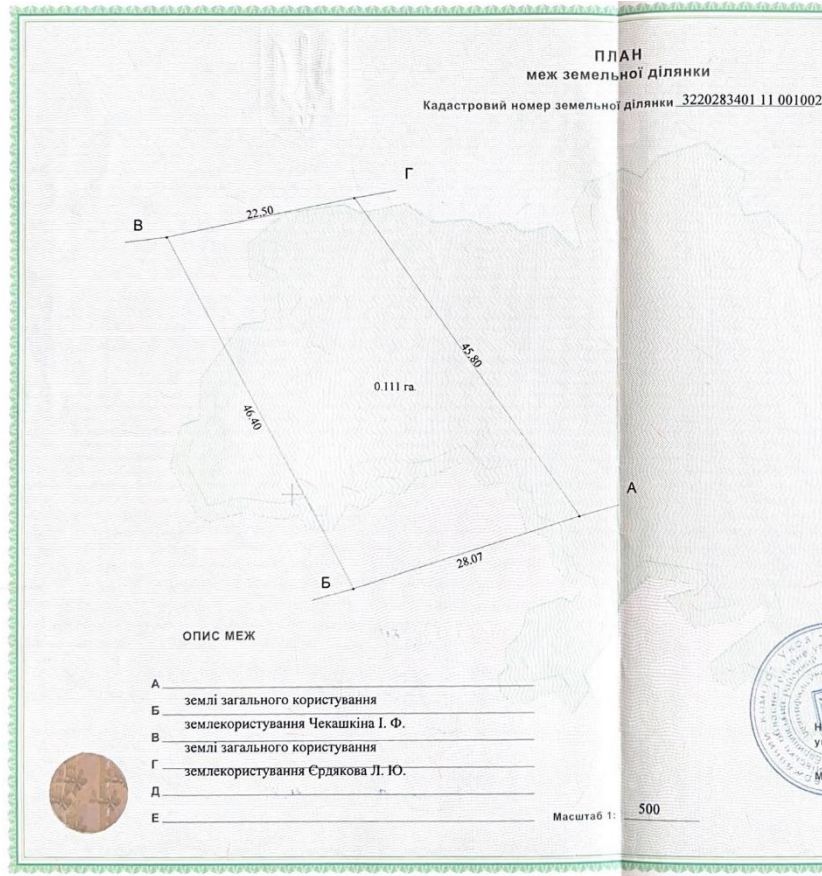 ПЛАН
меж земельної ділянки
Кадастровий номер земельної ділянки 3220283401 11 001002
Г
22.50
В
45.80
0.111 га.
46.40
А
28.07
Б
ОПИС МЕЖ
А
землі загального користування
Б
землекористування Чекашкіна І. Ф.
В
землі загального користування
Г
землекористування Єрдякова Л. Ю.
Д
Е
Масштаб 1: 500